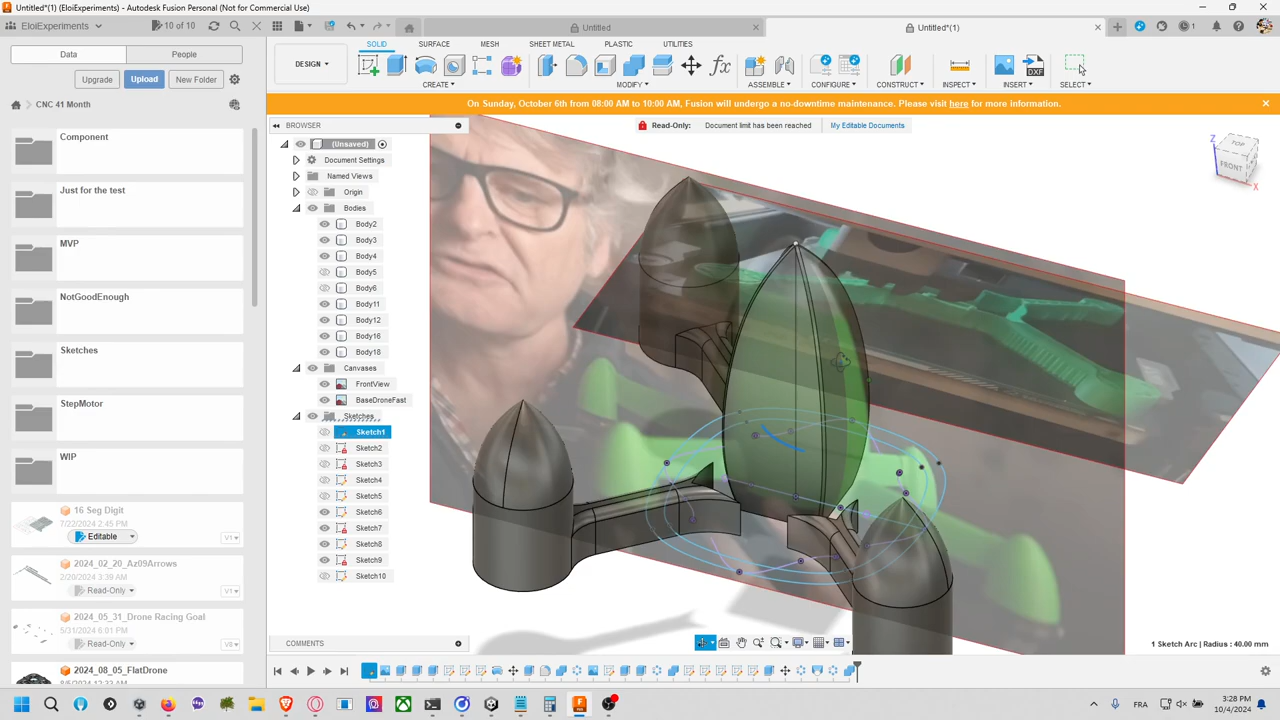 Untitled*(1) (EloiExperiments) - Autodesk Fusion Personal (Not for Commercial Use)
EloiExperiments
10 of 10
Untitled
Untitled*(1)
1
Data
People
Upgrade
Upload
New Folder
CNC 41 Month
Component
Just for the test
MVP
NotGoodEnough
Sketches
StepMotor
WIP
16 Seg Digit
7/22/2024 2:45 PM
Editable
V1
2024_02_20_Az09Arrows
2/20/2024 3:39 AM
Read-Only
V1
2024_05_31_Drone Racing Goal
5/31/2024 6:01 PM
Read-Only
2024_08_05_FlatDrone
DESIGN
SOLID
SURFACE
MESH
SHEET METAL
PLASTIC
UTILITIES
CREATE
MODIFY
ASSEMBLE
CONFIGURE
CONSTRUCT
INSPECT
INSERT
SELECT
DXF
On Sunday, October 6th from 08:00 AM to 10:00 AM, Fusion will undergo a no-downtime maintenance. Please visit here for more information.
BROWSER
Read-Only: Document limit has been reached
My Editable Documents
(Unsaved)
Document Settings
Named Views
Origin
Bodies
Body2
Body3
Body4
Body5
Body6
Body11
Body12
Body16
Body18
Canvases
FrontView
BaseDroneFast
Sketches
Sketch1
Sketch2
Sketch3
Sketch4
Sketch5
Sketch6
Sketch7
Sketch8
Sketch9
Sketch10
Z
TOP
FRONT
X
COMMENTS
1 Sketch Arc | Radius : 40.00 mm
FRA
3:28 PM
10/4/2024